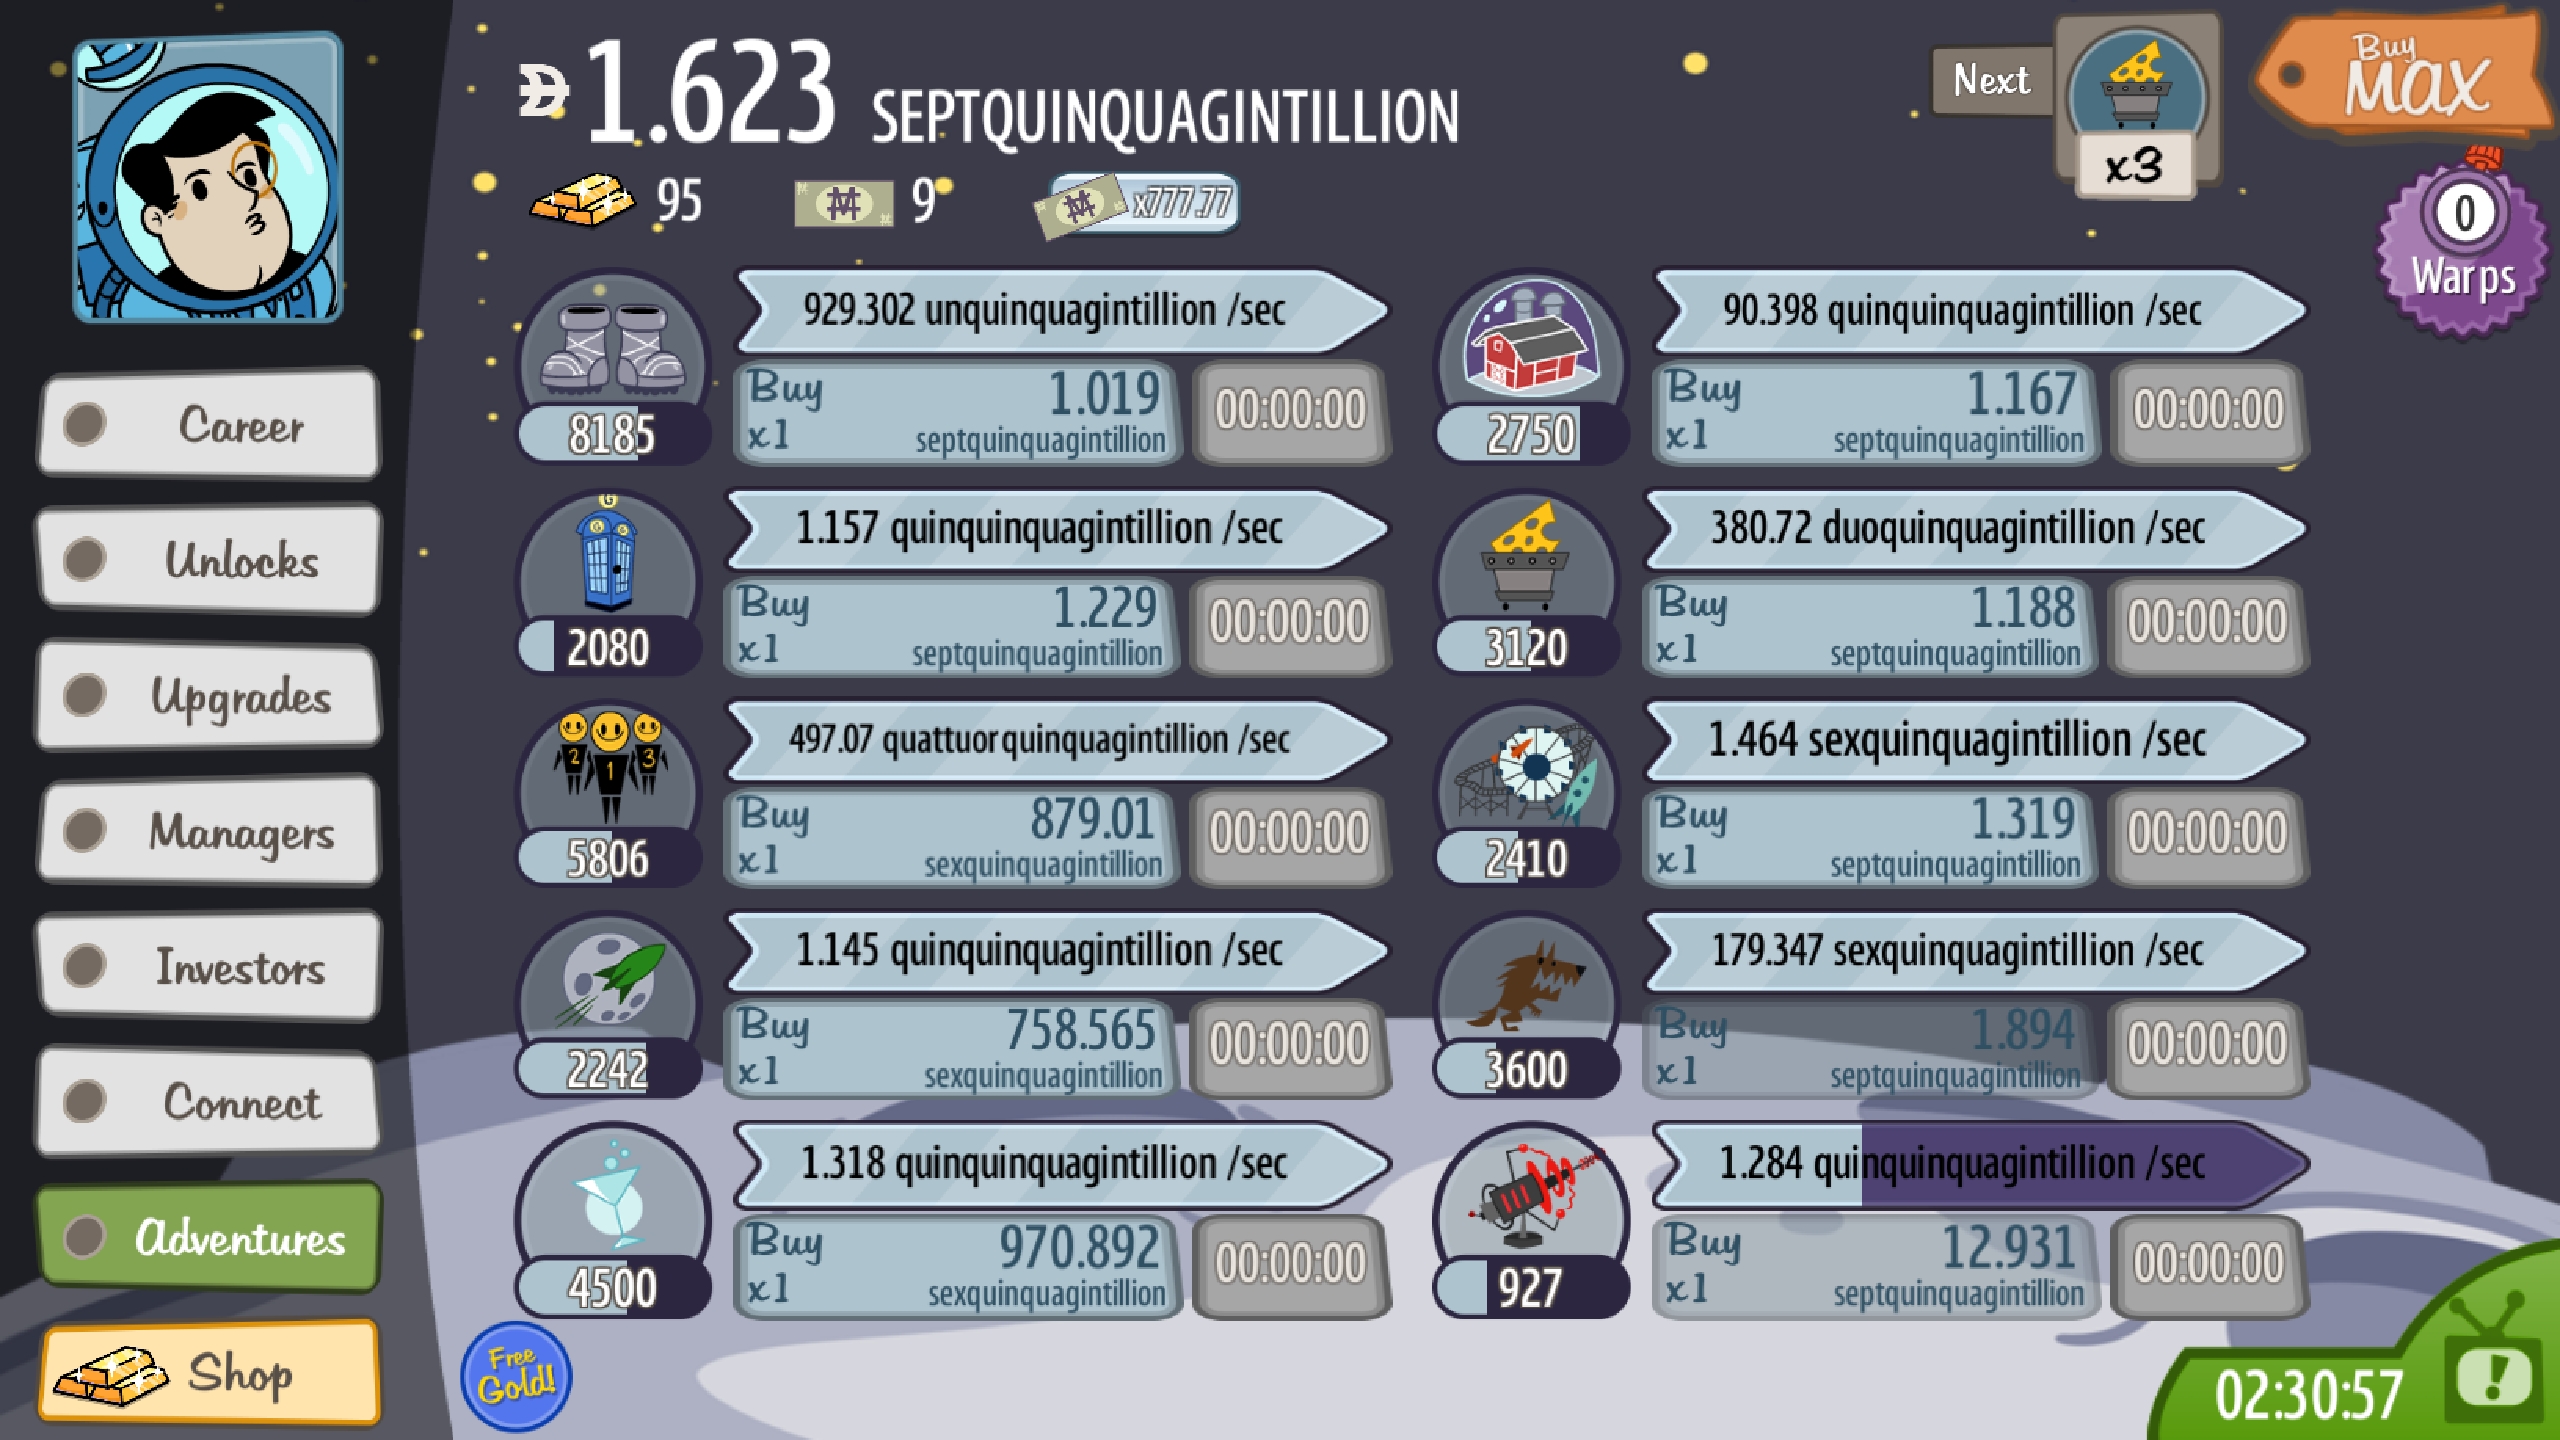 1.623 SEPTQUINQUAGINTILLION
95
9
x777.77
Next
x3
Buy
MAX
0
Warps
Career
Unlocks
Upgrades
Managers
Investors
Connect
Adventures
Shop
929.302 unquinquagintillion /sec
8185
Buy
x1
1.019
septquinquagintillion
00:00:00
90.398 quinquinquagintillion /sec
2750
Buy
x1
1.167
septquinquagintillion
00:00:00
G
1.157 quinquinquagintillion /sec
2080
Buy
x1
1.229
septquinquagintillion
00:00:00
380.72 duoquinquagintillion /sec
3120
Buy
x1
1.188
septquinquagintillion
00:00:00
2 1 3
497.07 quattuorquinquagintillion /sec
5806
Buy
x1
879.01
sexquinquagintillion
00:00:00
1.464 sexquinquagintillion /sec
2410
Buy
x1
1.319
septquinquagintillion
00:00:00
1.145 quinquinquagintillion /sec
2242
Buy
x1
758.565
sexquinquagintillion
00:00:00
179.347 sexquinquagintillion /sec
3600
Buy
x1
1.894
septquinquagintillion
00:00:00
1.318 quinquinquagintillion /sec
4500
Buy
x1
970.892
sexquinquagintillion
00:00:00
1.284 quinquinquagintillion /sec
927
Buy
x1
12.931
septquinquagintillion
00:00:00
Free
Gold!
02:30:57
!